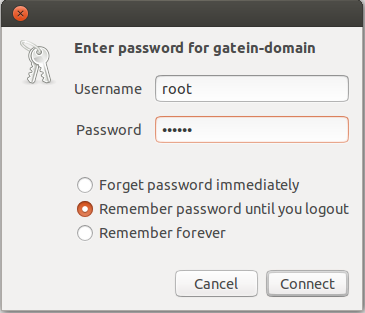 Enter password for gatein-domain
Username root
Password ••••••
Forget password immediately
Remember password until you logout
Remember forever
Cancel Connect